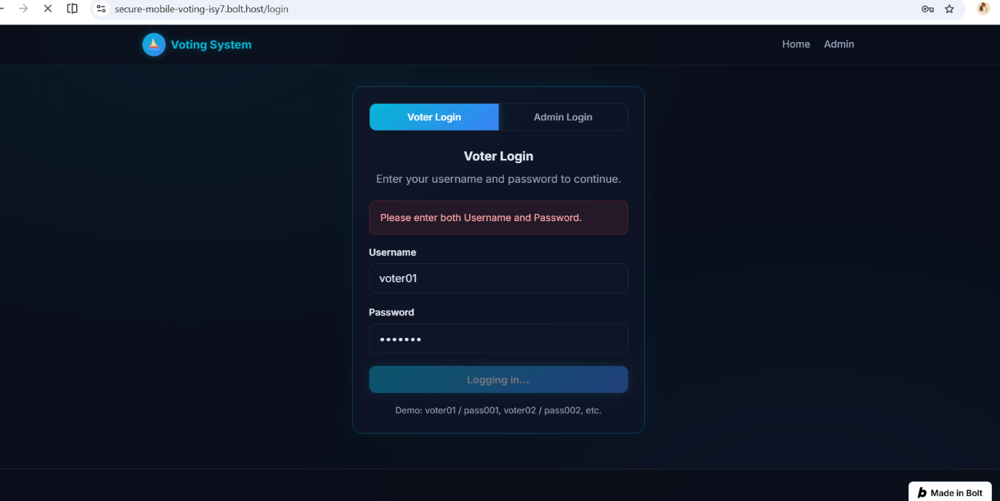 secure-mobile-voting-isy7.bolt.host/login
Voting System
Home Admin
Voter Login Admin Login
Voter Login
Enter your username and password to continue.
Please enter both Username and Password.
Username
voter01
Password
•••••••
Logging in...
Demo: voter01 / pass001, voter02 / pass002, etc.
b Made in Bolt